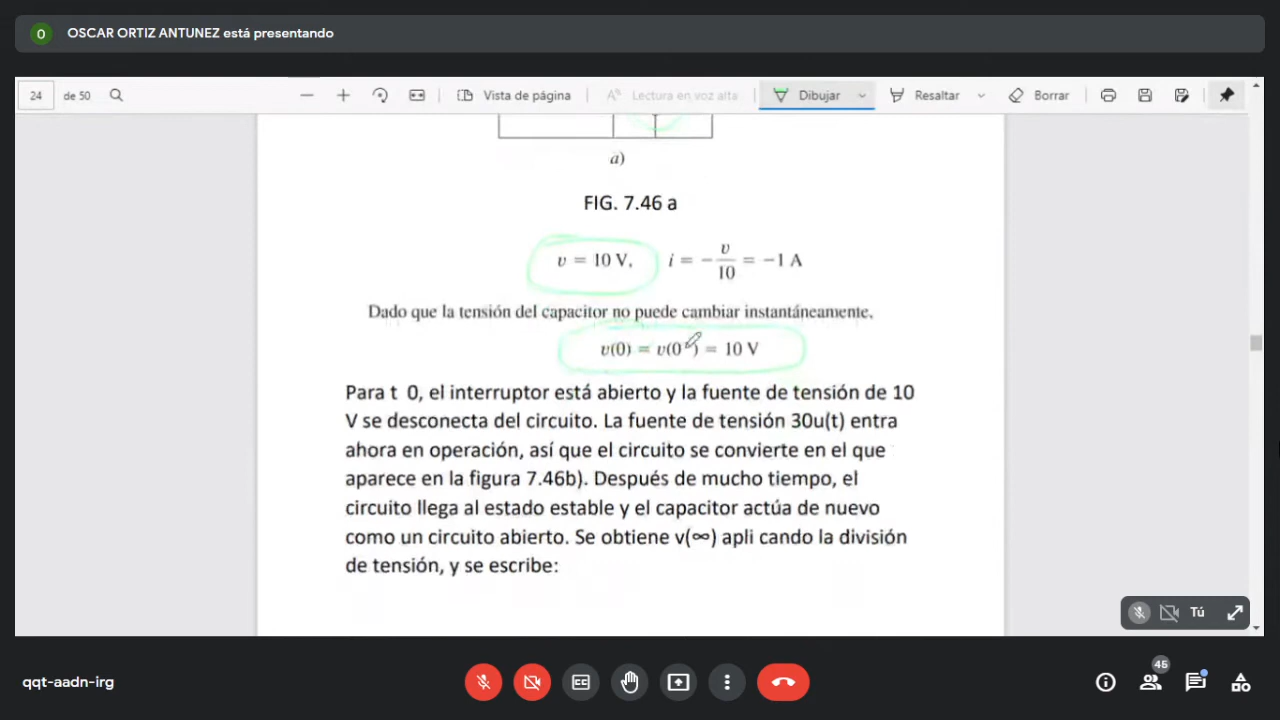 O OSCAR ORTIZ ANTUNEZ está presentando
24 de 50 Vista de página Lectura en voz alta Dibujar Resaltar Borrar
a)
FIG. 7.46 a
v = 10 V, i = − v/10 = −1 A
Dado que la tensión del capacitor no puede cambiar instantáneamente,
v(0) = v(0 ) = 10 V
Para t 0, el interruptor está abierto y la fuente de tensión de 10
V se desconecta del circuito. La fuente de tensión 30u(t) entra
ahora en operación, así que el circuito se convierte en el que
aparece en la figura 7.46b). Después de mucho tiempo, el
circuito llega al estado estable y el capacitor actúa de nuevo
como un circuito abierto. Se obtiene v(∞) apli cando la división
de tensión, y se escribe:
Tú
qqt-aadn-irg
CC
45